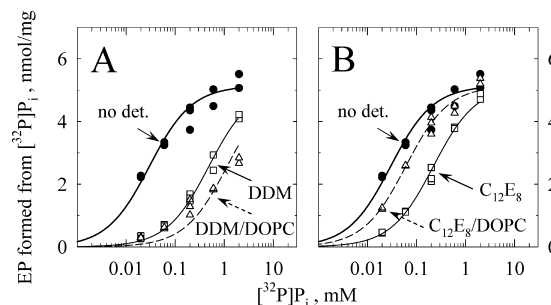 EP formed from [³²P]Pᵢ, nmol/mg
6
4
2
0
A
no det.
DDM
DDM/DOPC
0.01 0.1 1 10
B
no det.
C₁₂E₈
C₁₂E₈/DOPC
0.01 0.1 1 10
6
4
2
0
[³²P]Pᵢ, mM